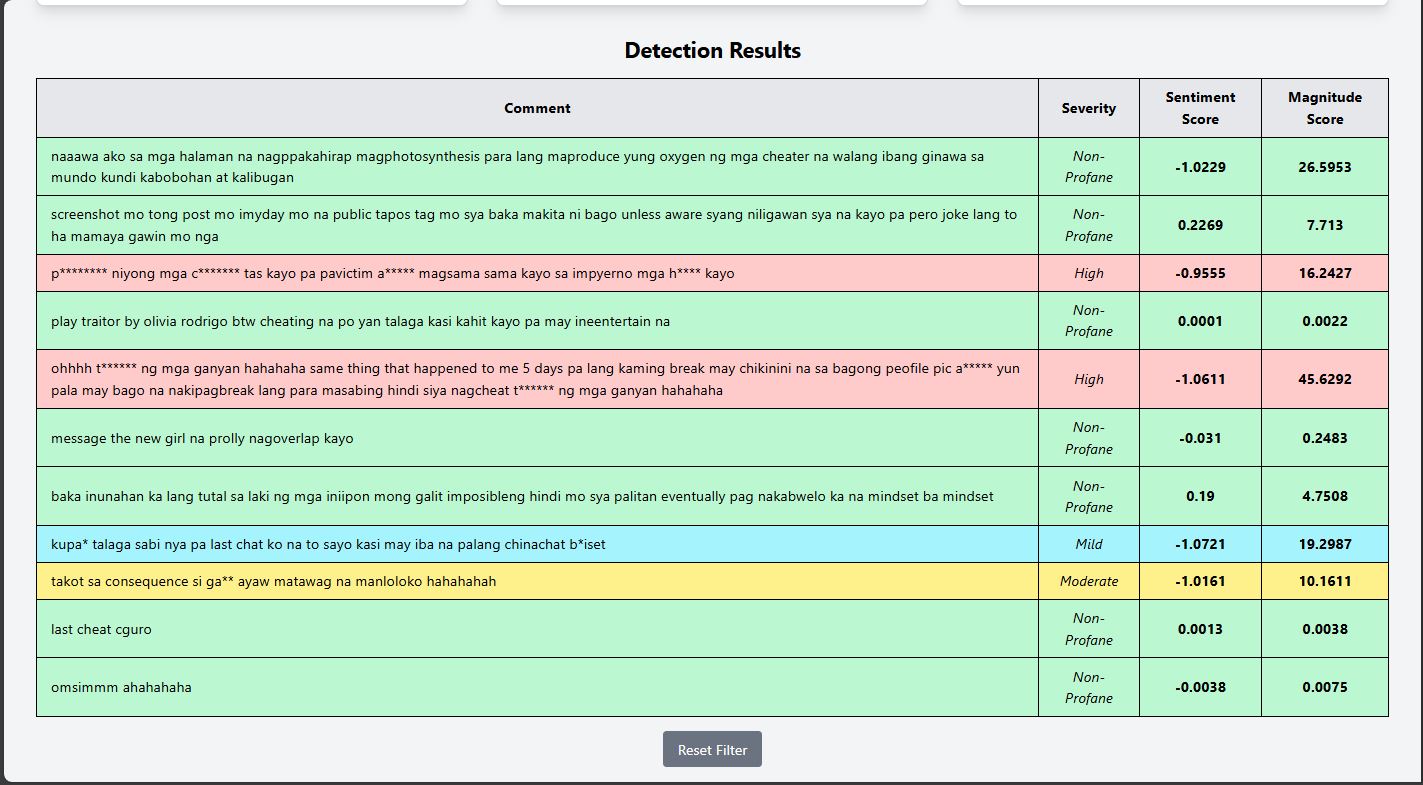 Detection Results
Comment
Severity
Sentiment
Score
Magnitude
Score
naaawa ako sa mga halaman na nagppakahirap magphotosynthesis para lang maproduce yung oxygen ng mga cheater na walang ibang ginawa sa
mundo kundi kabobohan at kalibugan
Non-
Profane
-1.0229
26.5953
screenshot mo tong post mo imyday mo na public tapos tag mo sya baka makita ni bago unless aware syang niligawan sya na kayo pa pero joke lang to
ha mamaya gawin mo nga
Non-
Profane
0.2269
7.713
p******** niyong mga c******* tas kayo pa pavictim a***** magsama sama kayo sa impyerno mga h**** kayo
High
-0.9555
16.2427
play traitor by olivia rodrigo btw cheating na po yan talaga kasi kahit kayo pa may ineentertain na
Non-
Profane
0.0001
0.0022
ohhhh t****** ng mga ganyan hahahaha same thing that happened to me 5 days pa lang kaming break may chikinini na sa bagong peofile pic a***** yun
pala may bago na nakipagbreak lang para masabing hindi siya nagcheat t****** ng mga ganyan hahahaha
High
-1.0611
45.6292
message the new girl na prolly nagoverlap kayo
Non-
Profane
-0.031
0.2483
baka inunahan ka lang tutal sa laki ng mga iniipon mong galit imposibleng hindi mo sya palitan eventually pag nakabwelo ka na mindset ba mindset
Non-
Profane
0.19
4.7508
kupa* talaga sabi nya pa last chat ko na to sayo kasi may iba na palang chinachat b*iset
Mild
-1.0721
19.2987
takot sa consequence si ga** ayaw matawag na manloloko hahahahah
Moderate
-1.0161
10.1611
last cheat cguro
Non-
Profane
0.0013
0.0038
omsimmm ahahahaha
Non-
Profane
-0.0038
0.0075
Reset Filter